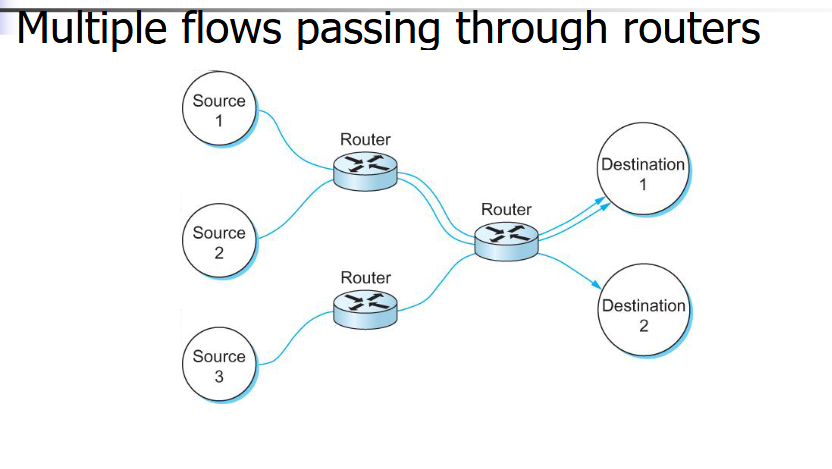 Multiple flows passing through routers
Source
1
Router
Destination
1
Source
2
Router
Router
Destination
2
Source
3